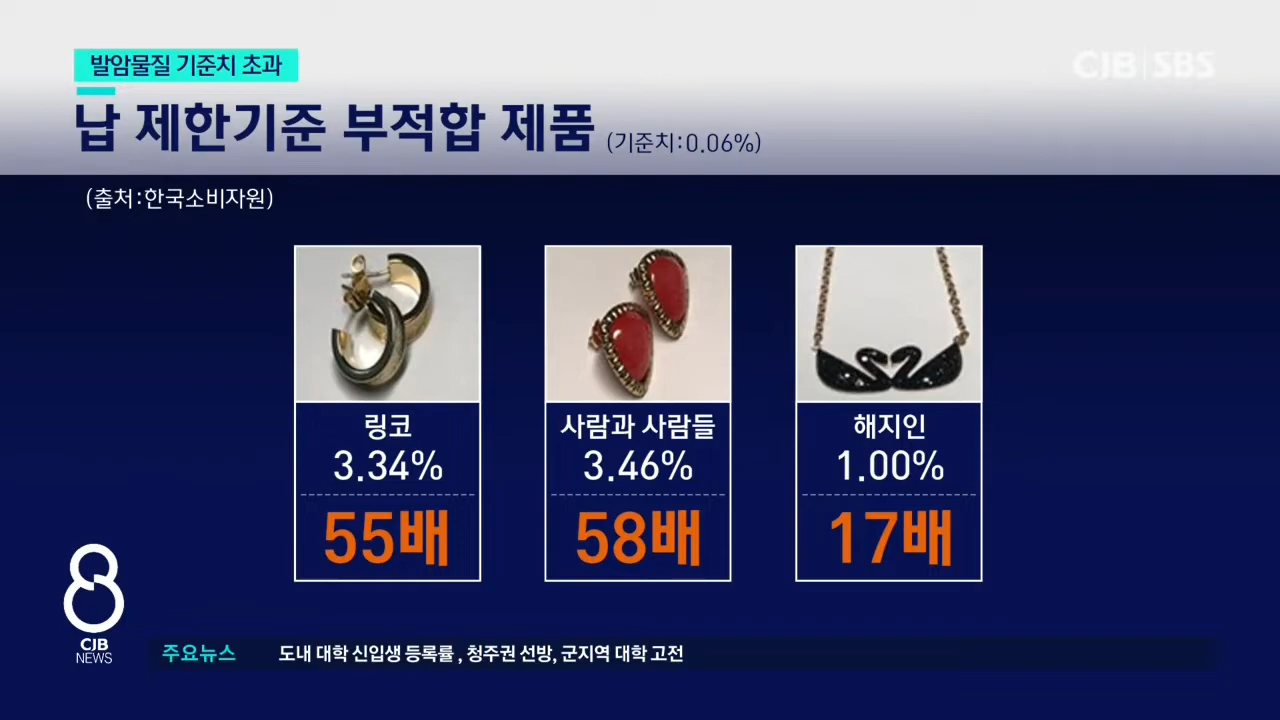 발암물질 기준치 초과
CJB SBS
납 제한기준 부적합 제품 (기준치:0.06%)
(출처:한국소비자원)
링코
3.34%
55배
사람과 사람들
3.46%
58배
해지인
1.00%
17배
8
CJB
NEWS
주요뉴스 도내 대학 신입생 등록률, 청주권 선방, 군지역 대학 고전